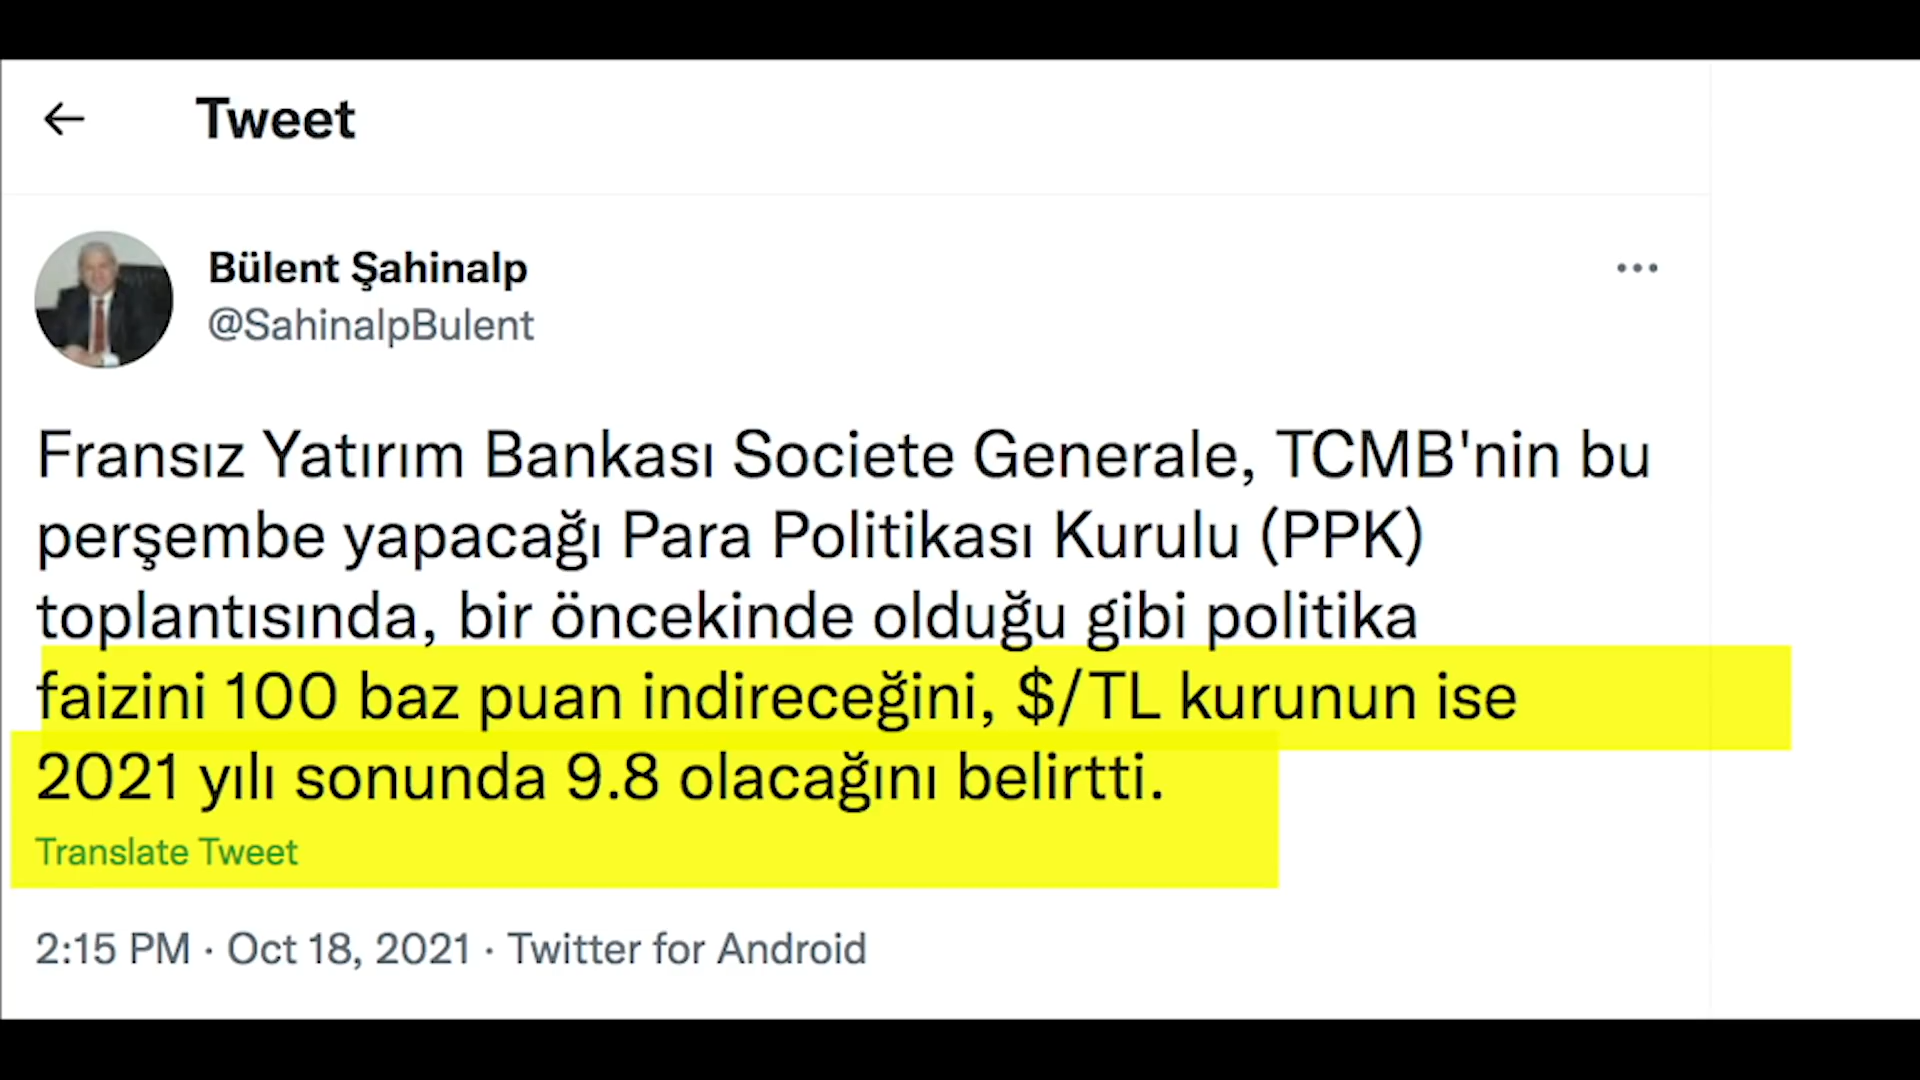 Tweet
Bülent Şahinalp
@SahinalpBulent
Fransız Yatırım Bankası Societe Generale, TCMB'nin bu
perşembe yapacağı Para Politikası Kurulu (PPK)
toplantısında, bir öncekinde olduğu gibi politika
faizini 100 baz puan indireceğini, $/TL kurunun ise
2021 yılı sonunda 9.8 olacağını belirtti.
Translate Tweet
2:15 PM · Oct 18, 2021 · Twitter for Android